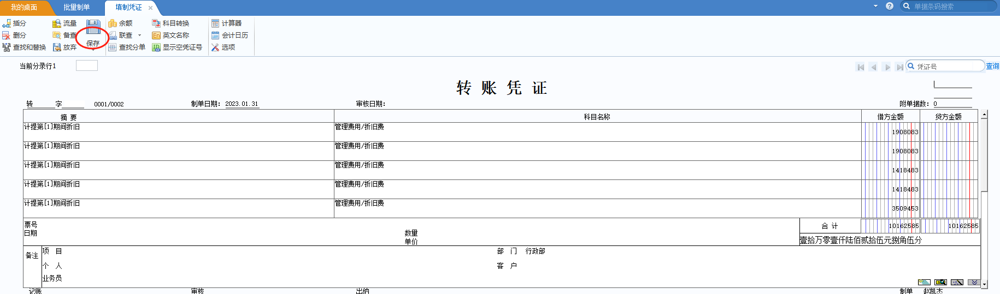 我的桌面 批量制单 填制凭证 × 单据条码搜索
插分 流量 余额 科目转换 计算器
删分 备查 保存 联查 英文名称 会计日历
查找和替换 放弃 查找分单 显示空凭证号 选项
当前分录行1 凭证号 查询
转 账 凭 证
转 字 0001/0002 制单日期: 2023.01.31 审核日期: 附单据数: 0
摘 要 科目名称 借方金额 贷方金额
计提第[1]期间折旧 管理费用/折旧费 1908083
计提第[1]期间折旧 管理费用/折旧费 1908083
计提第[1]期间折旧 管理费用/折旧费 1418483
计提第[1]期间折旧 管理费用/折旧费 1418483
计提第[1]期间折旧 管理费用/折旧费 3509453
票号 合 计 10162585 10162585
日期 数量
单价 壹拾万零壹仟陆佰贰拾伍元捌角伍分
备注 项 目 部 门 行政部
个 人 客 户
业务员
记账 审核 出纳 制单 赵凯杰